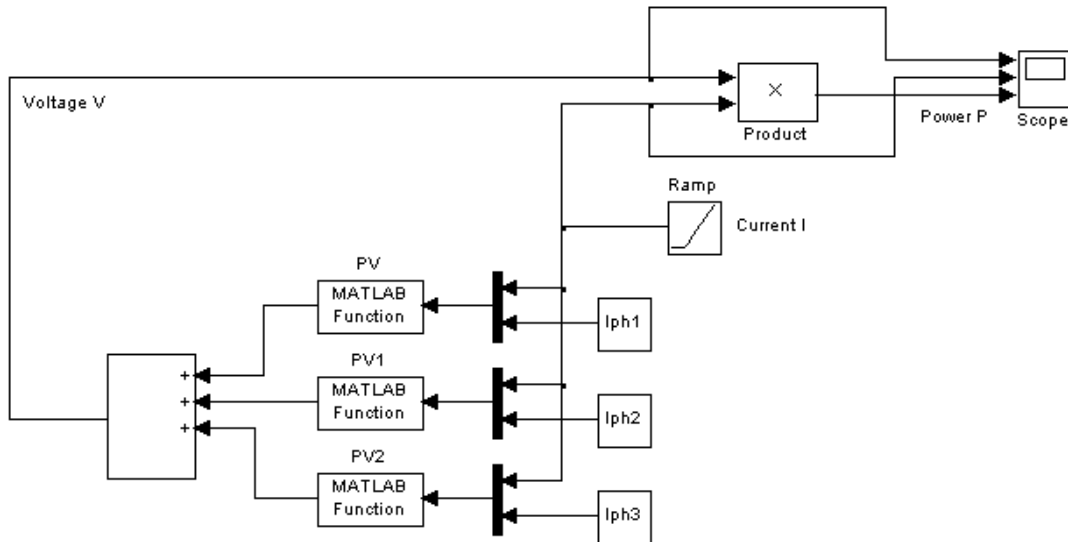 Voltage V
×
Product
Power P
Scope
Ramp
Current I
PV
MATLAB
Function
Iph1
+
+
+
PV1
MATLAB
Function
Iph2
PV2
MATLAB
Function
Iph3